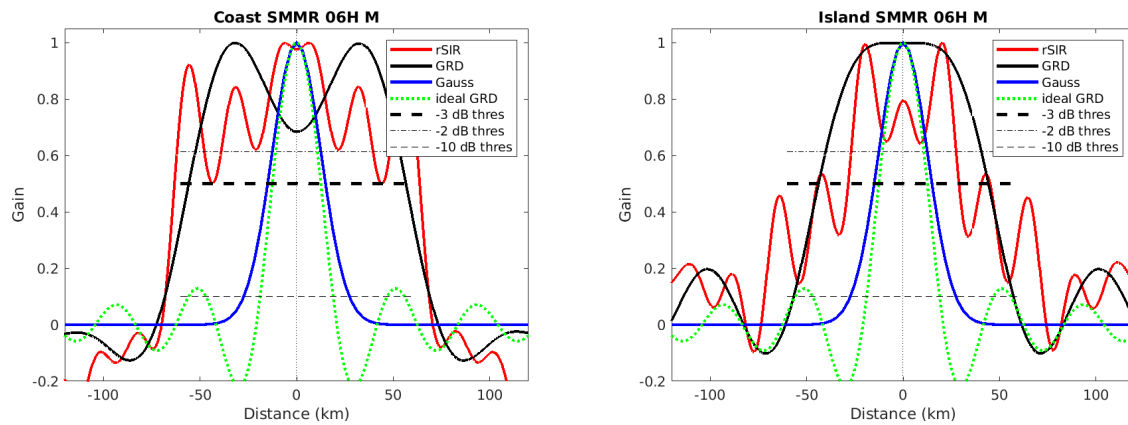 Coast SMMR 06H M
1
0.8
0.6
0.4
0.2
0
-0.2
Gain
-100
-50
0
50
100
Distance (km)
rSIR
GRD
Gauss
ideal GRD
-3 dB thres
-2 dB thres
-10 dB thres
Island SMMR 06H M
1
0.8
0.6
0.4
0.2
0
-0.2
Gain
-100
-50
0
50
100
Distance (km)
rSIR
GRD
Gauss
ideal GRD
-3 dB thres
-2 dB thres
-10 dB thres